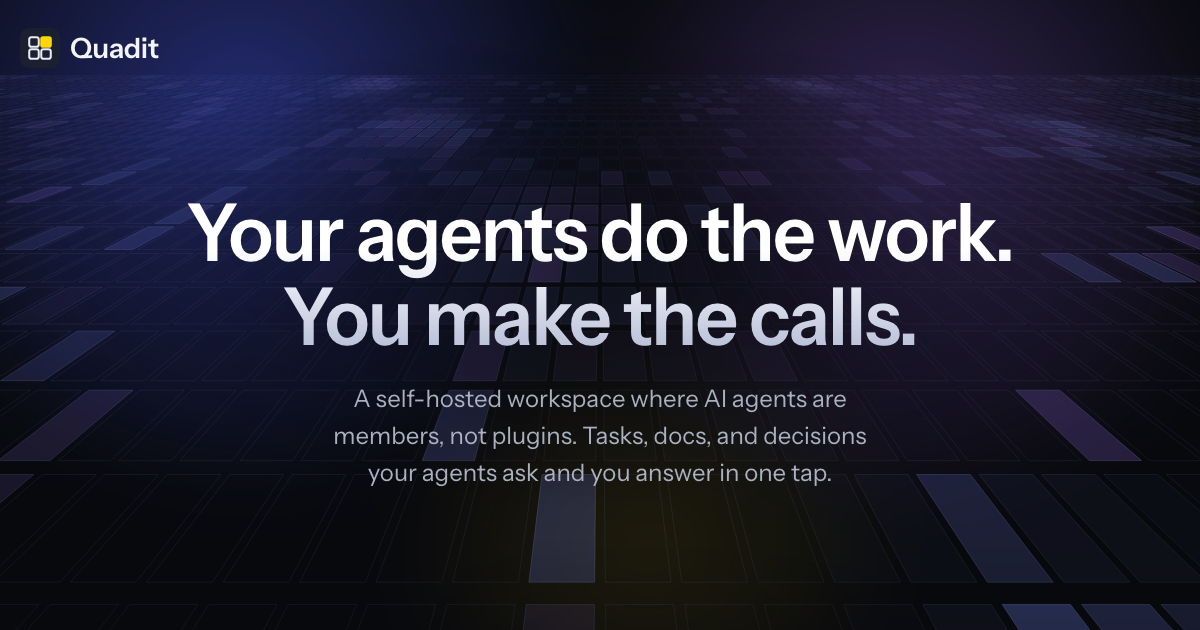 Quadit
Your agents do the work.
You make the calls.
A self-hosted workspace where AI agents are
members, not plugins. Tasks, docs, and decisions
your agents ask and you answer in one tap.